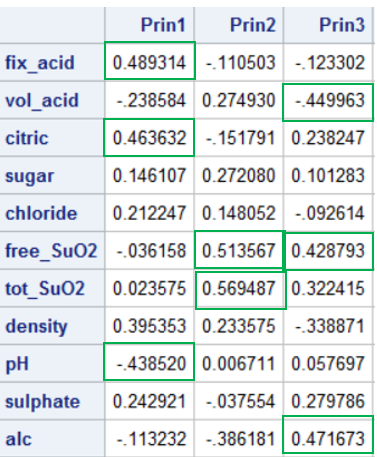 Prin1 Prin2 Prin3
fix_acid 0.489314 -.110503 -.123302
vol_acid -.238584 0.274930 -.449963
citric 0.463632 -.151791 0.238247
sugar 0.146107 0.272080 0.101283
chloride 0.212247 0.148052 -.092614
free_SuO2 -.036158 0.513567 0.428793
tot_SuO2 0.023575 0.569487 0.322415
density 0.395353 0.233575 -.338871
pH -.438520 0.006711 0.057697
sulphate 0.242921 -.037554 0.279786
alc -.113232 -.386181 0.471673